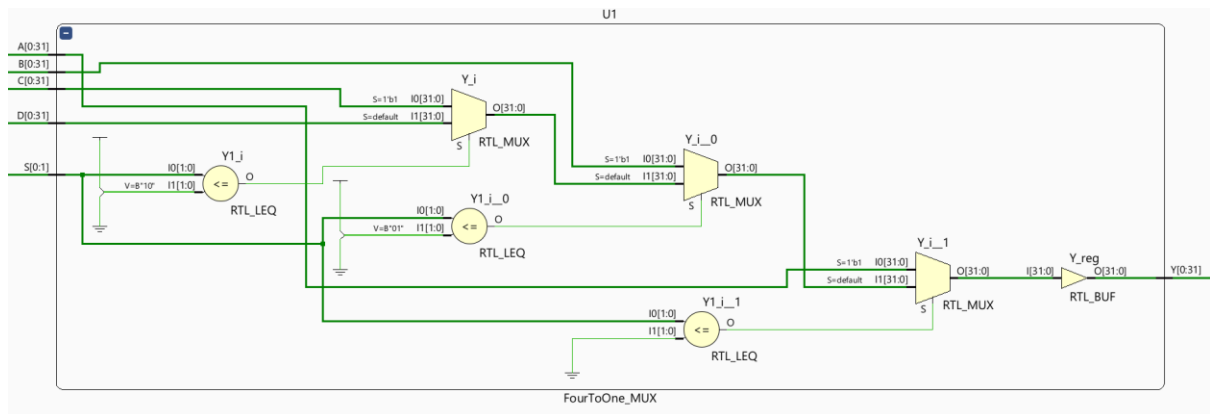 U1
A[0:31]
B[0:31]
C[0:31]
D[0:31]
S[0:1]
Y_i
S=1'b1 I0[31:0]
S=default I1[31:0]
O[31:0]
S
RTL_MUX
Y1_i
I0[1:0]
V=B"10" I1[1:0]
<=
O
RTL_LEQ
Y_i__0
S=1'b1 I0[31:0]
S=default I1[31:0]
O[31:0]
S
RTL_MUX
Y1_i__0
I0[1:0]
V=B"01" I1[1:0]
<=
O
RTL_LEQ
Y_i__1
S=1'b1 I0[31:0]
S=default I1[31:0]
O[31:0]
S
RTL_MUX
Y_reg
I[31:0]
O[31:0]
RTL_BUF
Y[0:31]
Y1_i__1
I0[1:0]
I1[1:0]
<=
O
RTL_LEQ
FourToOne_MUX